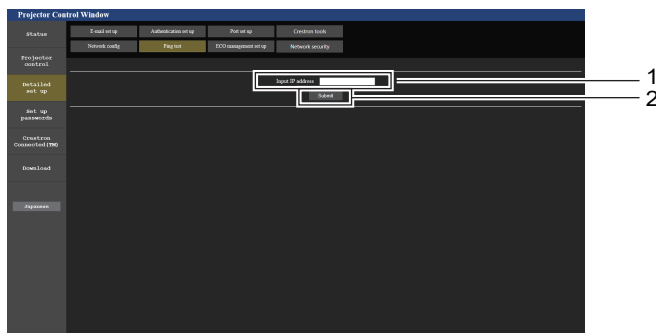 Projector Control Window
Status
E-mail set up
Authentication set up
Port set up
Crestron tools
Network config
Ping test
ECO management set up
Network security
Projector
control
Detailed
set up
Set up
passwords
Crestron
Connected(TM)
Download
Japanese
Input IP address
Submit
1
2